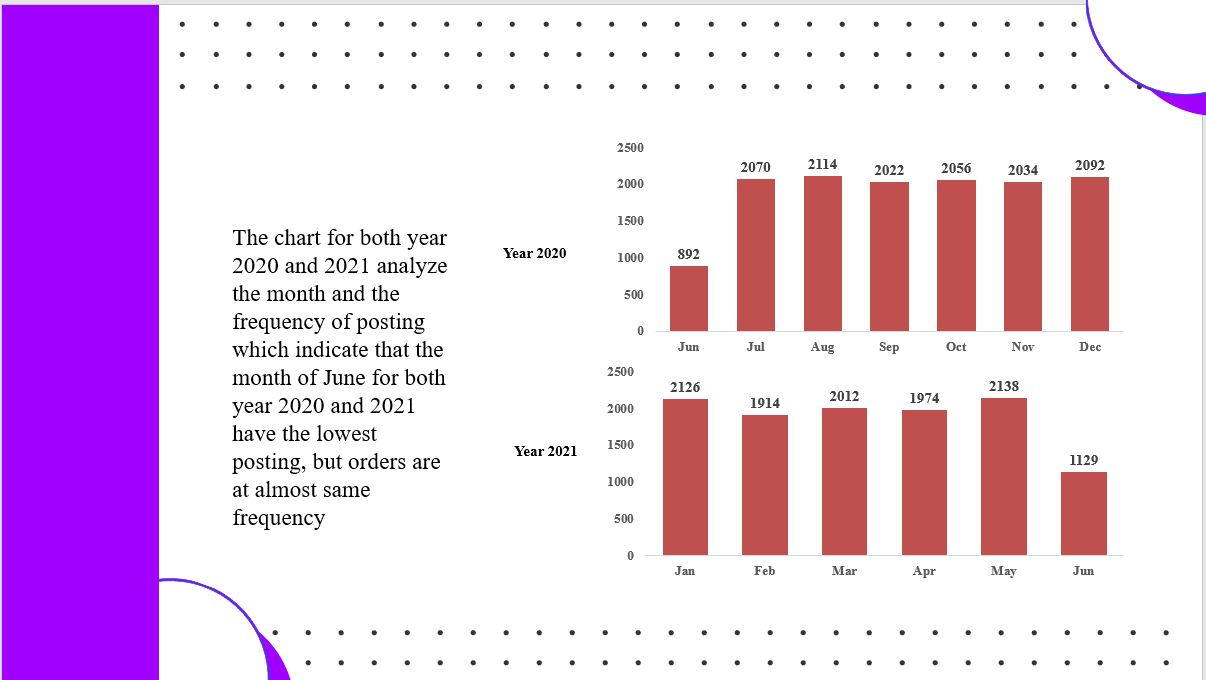 The chart for both year
2020 and 2021 analyze
the month and the
frequency of posting
which indicate that the
month of June for both
year 2020 and 2021
have the lowest
posting, but orders are
at almost same
frequency
Year 2020
2500
2000
1500
1000
500
0
892
2070
2114
2022
2056
2034
2092
Jun
Jul
Aug
Sep
Oct
Nov
Dec
Year 2021
2500
2000
1500
1000
500
0
2126
1914
2012
1974
2138
1129
Jan
Feb
Mar
Apr
May
Jun